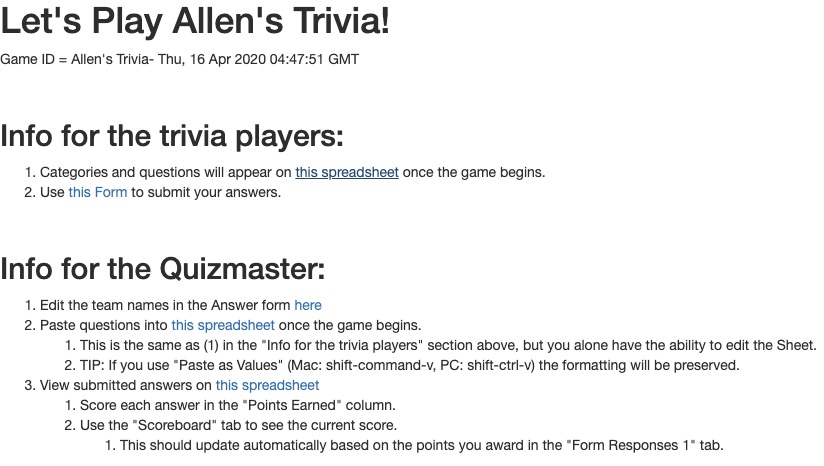 Let's Play Allen's Trivia!
Game ID = Allen's Trivia- Thu, 16 Apr 2020 04:47:51 GMT
Info for the trivia players:
1. Categories and questions will appear on this spreadsheet once the game begins.
2. Use this Form to submit your answers.
Info for the Quizmaster:
1. Edit the team names in the Answer form here
2. Paste questions into this spreadsheet once the game begins.
1. This is the same as (1) in the "Info for the trivia players" section above, but you alone have the ability to edit the Sheet.
2. TIP: If you use "Paste as Values" (Mac: shift-command-v, PC: shift-ctrl-v) the formatting will be preserved.
3. View submitted answers on this spreadsheet
1. Score each answer in the "Points Earned" column.
2. Use the "Scoreboard" tab to see the current score.
1. This should update automatically based on the points you award in the "Form Responses 1" tab.